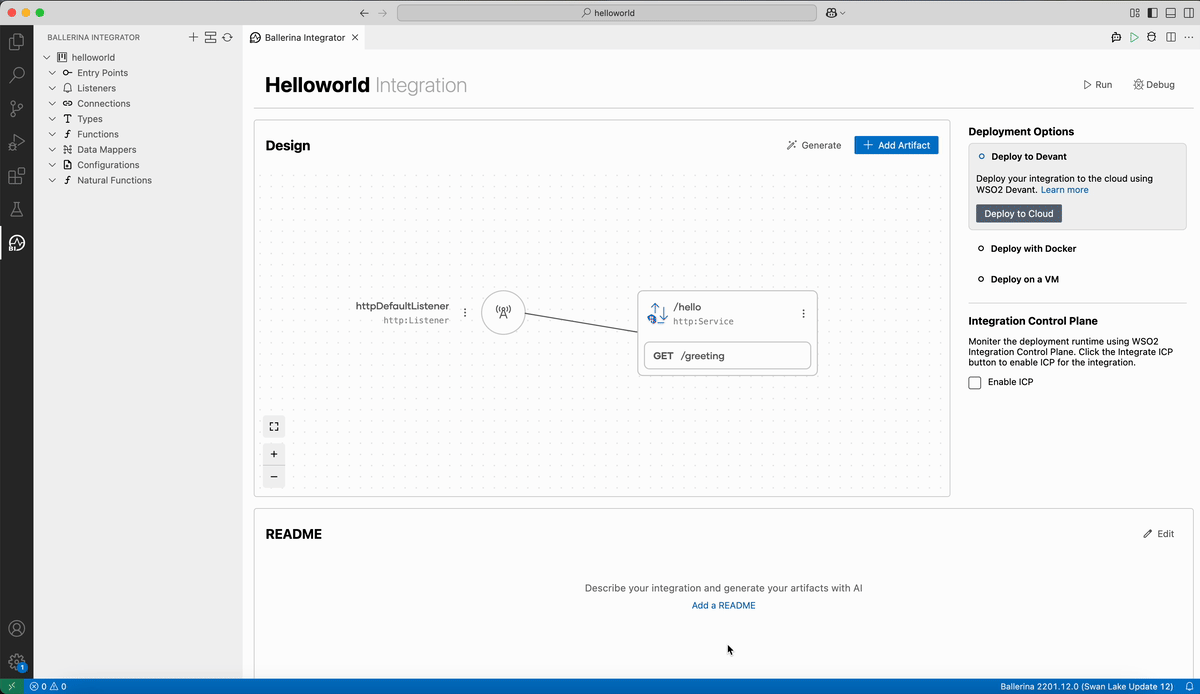 helloworld
BALLERINA INTEGRATOR
helloworld
Entry Points
Listeners
Connections
Types
Functions
Data Mappers
Configurations
Natural Functions
BI
1
Ballerina Integrator
Helloworld Integration
Run
Debug
Design
Generate
Add Artifact
httpDefaultListener
http:Listener
/hello
http:Service
GET /greeting
Deployment Options
Deploy to Devant
Deploy your integration to the cloud using
WSO2 Devant. Learn more
Deploy to Cloud
Deploy with Docker
Deploy on a VM
Integration Control Plane
Moniter the deployment runtime using WSO2
Integration Control Plane. Click the Integrate ICP
button to enable ICP for the integration.
Enable ICP
README
Edit
Describe your integration and generate your artifacts with AI
Add a README
0 0
Ballerina 2201.12.0 (Swan Lake Update 12)